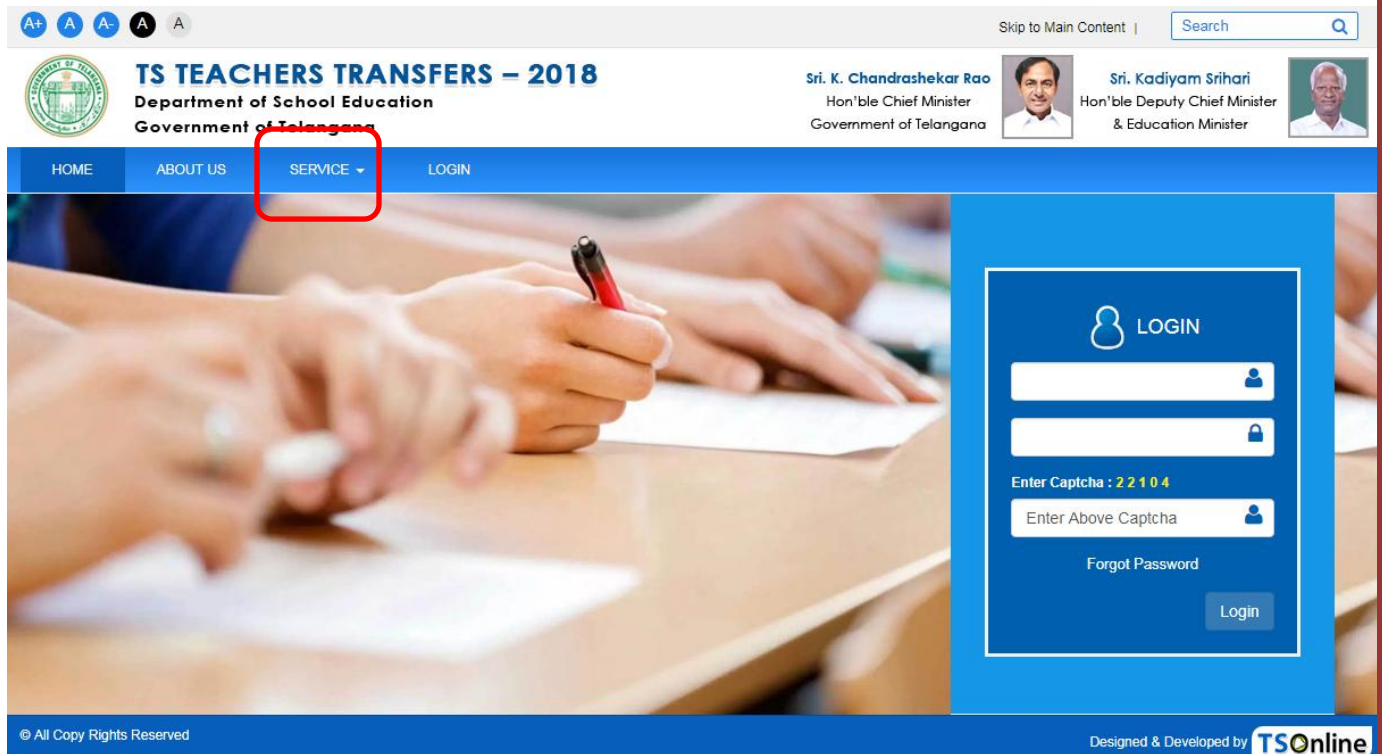 A+ A A- A A
Skip to Main Content |
Search
TS TEACHERS TRANSFERS – 2018
Department of School Education
Government of Telangana
Sri. K. Chandrashekar Rao
Hon'ble Chief Minister
Government of Telangana
Sri. Kadiyam Srihari
Hon'ble Deputy Chief Minister
& Education Minister
HOME ABOUT US SERVICE LOGIN
LOGIN
Enter Captcha : 2 2 1 0 4
Enter Above Captcha
Forgot Password
Login
© All Copy Rights Reserved
Designed & Developed by TSOnline